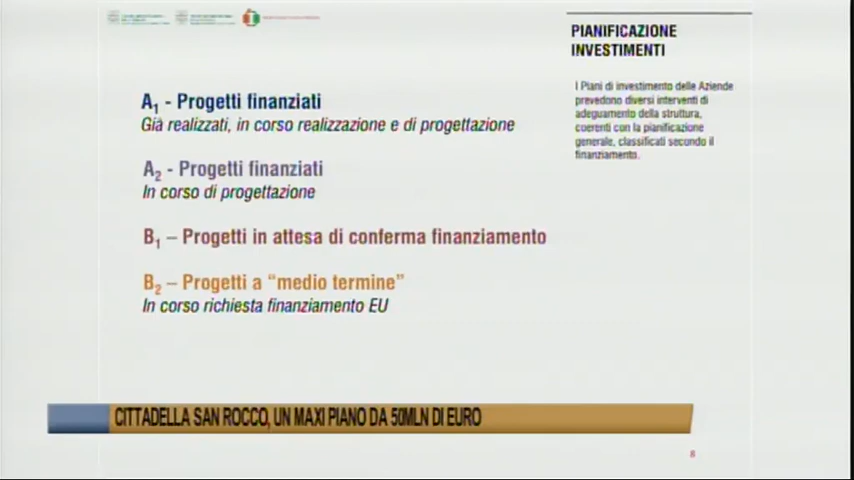 PIANIFICAZIONE
INVESTIMENTI
I Piani di investimento delle Aziende
prevedono diversi interventi di
adeguamento della struttura,
coerenti con la pianificazione
generale, classificati secondo il
finanziamento.
A1 - Progetti finanziati
Già realizzati, in corso realizzazione e di progettazione
A2 - Progetti finanziati
In corso di progettazione
B1 – Progetti in attesa di conferma finanziamento
B2 – Progetti a “medio termine”
In corso richiesta finanziamento EU
CITTADELLA SAN ROCCO, UN MAXI PIANO DA 50MLN DI EURO
8